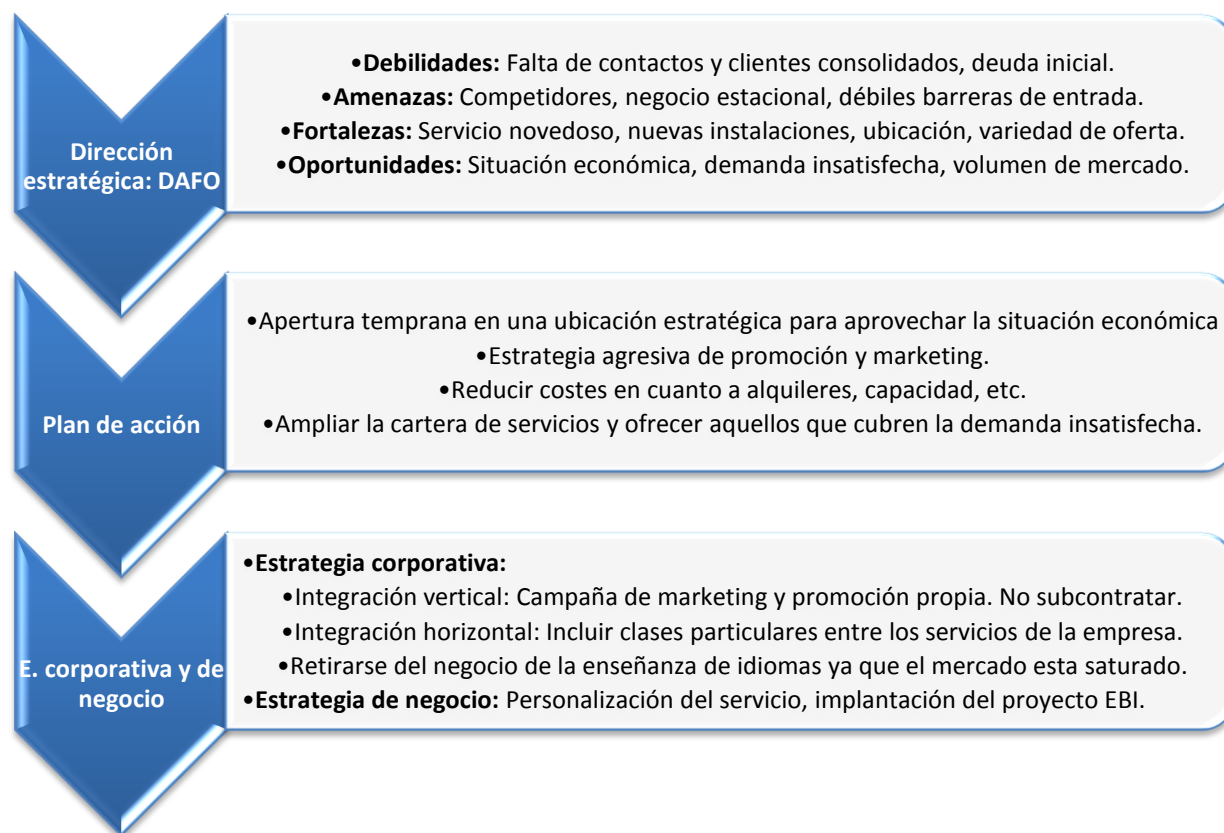 Dirección
estratégica: DAFO
•Debilidades: Falta de contactos y clientes consolidados, deuda inicial.
•Amenazas: Competidores, negocio estacional, débiles barreras de entrada.
•Fortalezas: Servicio novedoso, nuevas instalaciones, ubicación, variedad de oferta.
•Oportunidades: Situación económica, demanda insatisfecha, volumen de mercado.
Plan de acción
•Apertura temprana en una ubicación estratégica para aprovechar la situación económica
•Estrategia agresiva de promoción y marketing.
•Reducir costes en cuanto a alquileres, capacidad, etc.
•Ampliar la cartera de servicios y ofrecer aquellos que cubren la demanda insatisfecha.
E. corporativa y de
negocio
•Estrategia corporativa:
•Integración vertical: Campaña de marketing y promoción propia. No subcontratar.
•Integración horizontal: Incluir clases particulares entre los servicios de la empresa.
•Retirarse del negocio de la enseñanza de idiomas ya que el mercado esta saturado.
•Estrategia de negocio: Personalización del servicio, implantación del proyecto EBI.